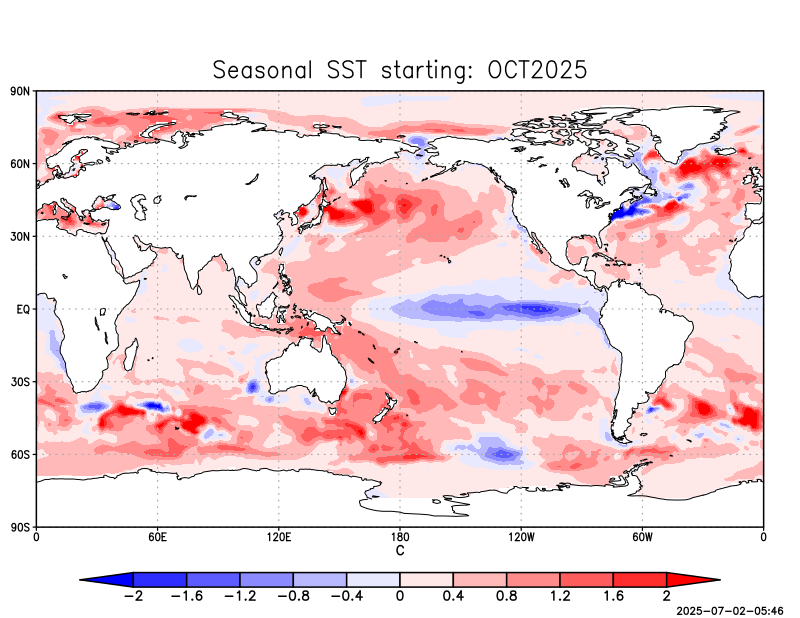 Seasonal SST starting: OCT2025
90N
60N
30N
EQ
30S
60S
90S
0 60E 120E 180 120W 60W 0
C
−2 −1.6 −1.2 −0.8 −0.4 0 0.4 0.8 1.2 1.6 2
2025-07-02-05:46